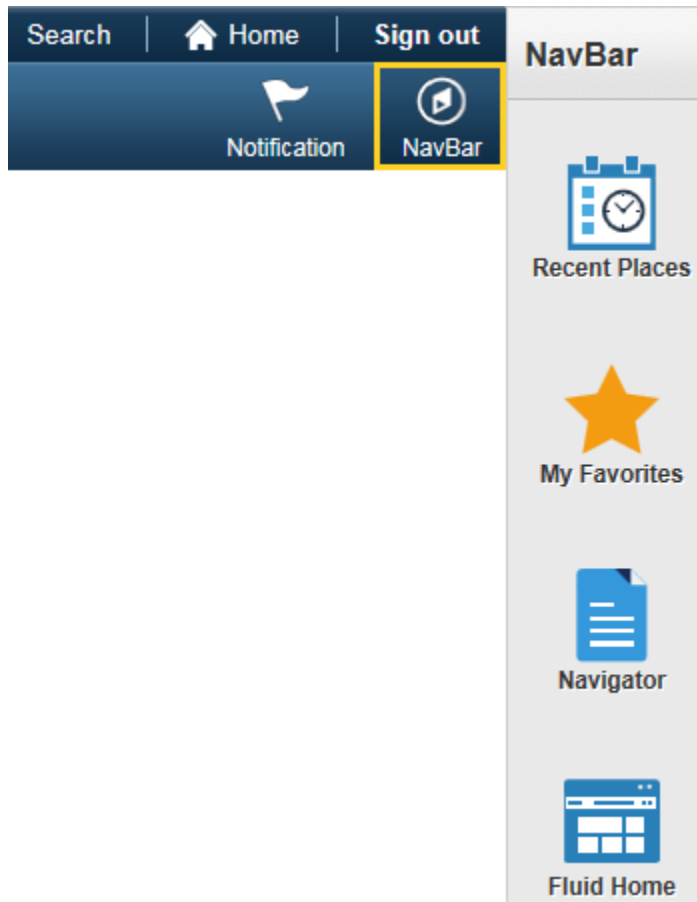 Search
Home
Sign out
Notification
NavBar
NavBar
Recent Places
My Favorites
Navigator
Fluid Home